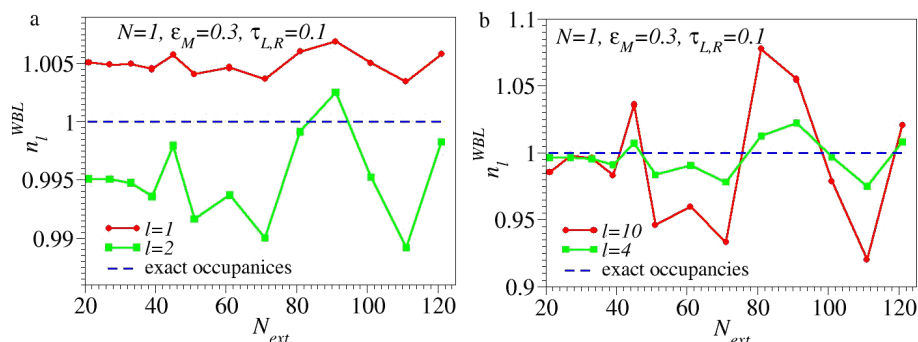 a
N=1, ε_M=0.3, τ_L,R=0.1
1.005
1
0.995
0.99
n_l^WBL
l=1
l=2
exact occupanices
20 40 60 80 100 120
N_ext
b
N=1, ε_M=0.3, τ_L,R=0.1
1.1
1.05
1
0.95
0.9
n_l^WBL
l=10
l=4
exact occupancies
20 40 60 80 100 120
N_ext